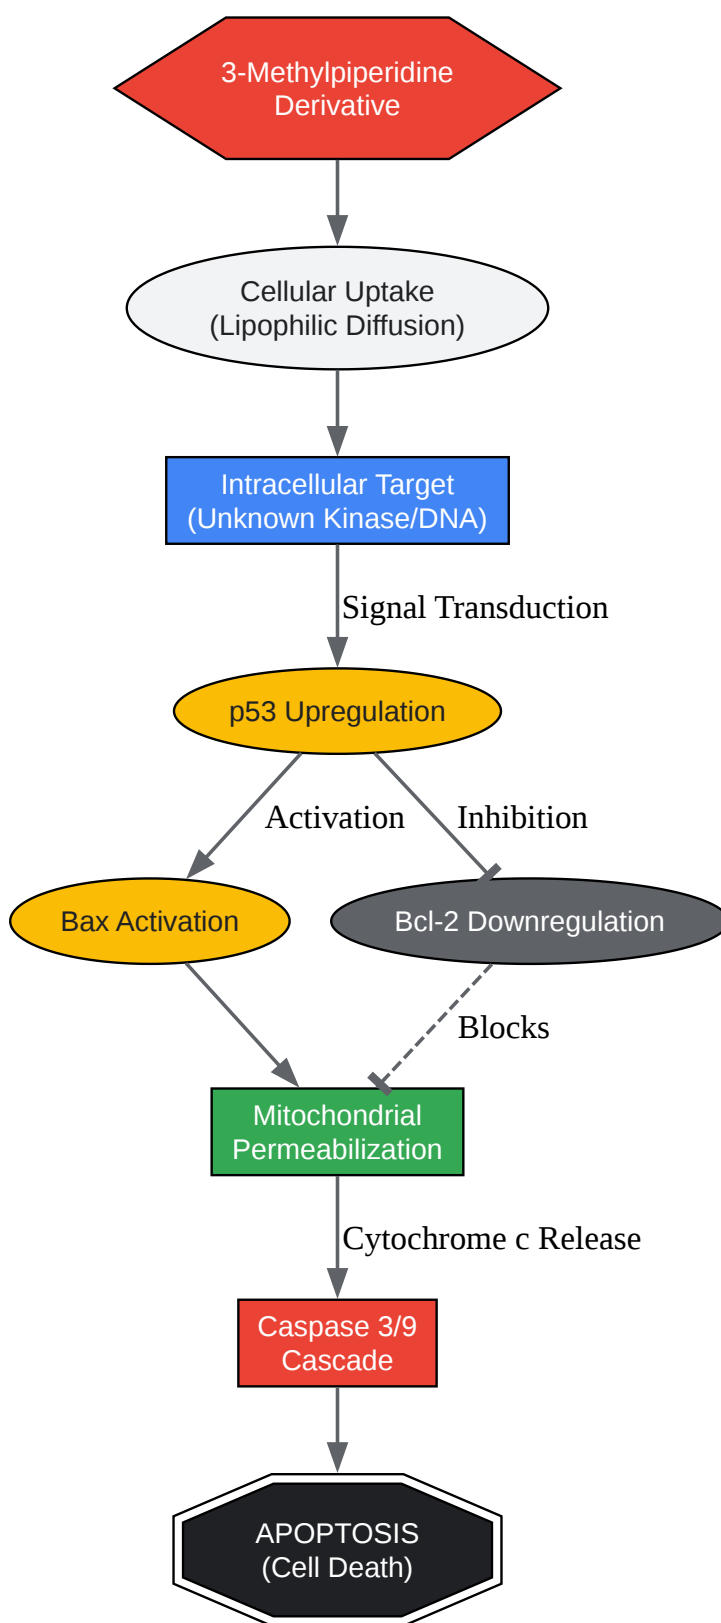 3-Methylpiperidine
Derivative
Cellular Uptake
(Lipophilic Diffusion)
Intracellular Target
(Unknown Kinase/DNA)
Signal Transduction
p53 Upregulation
Activation
Inhibition
Bax Activation
Bcl-2 Downregulation
Blocks
Mitochondrial
Permeabilization
Cytochrome c Release
Caspase 3/9
Cascade
APOPTOSIS
(Cell Death)